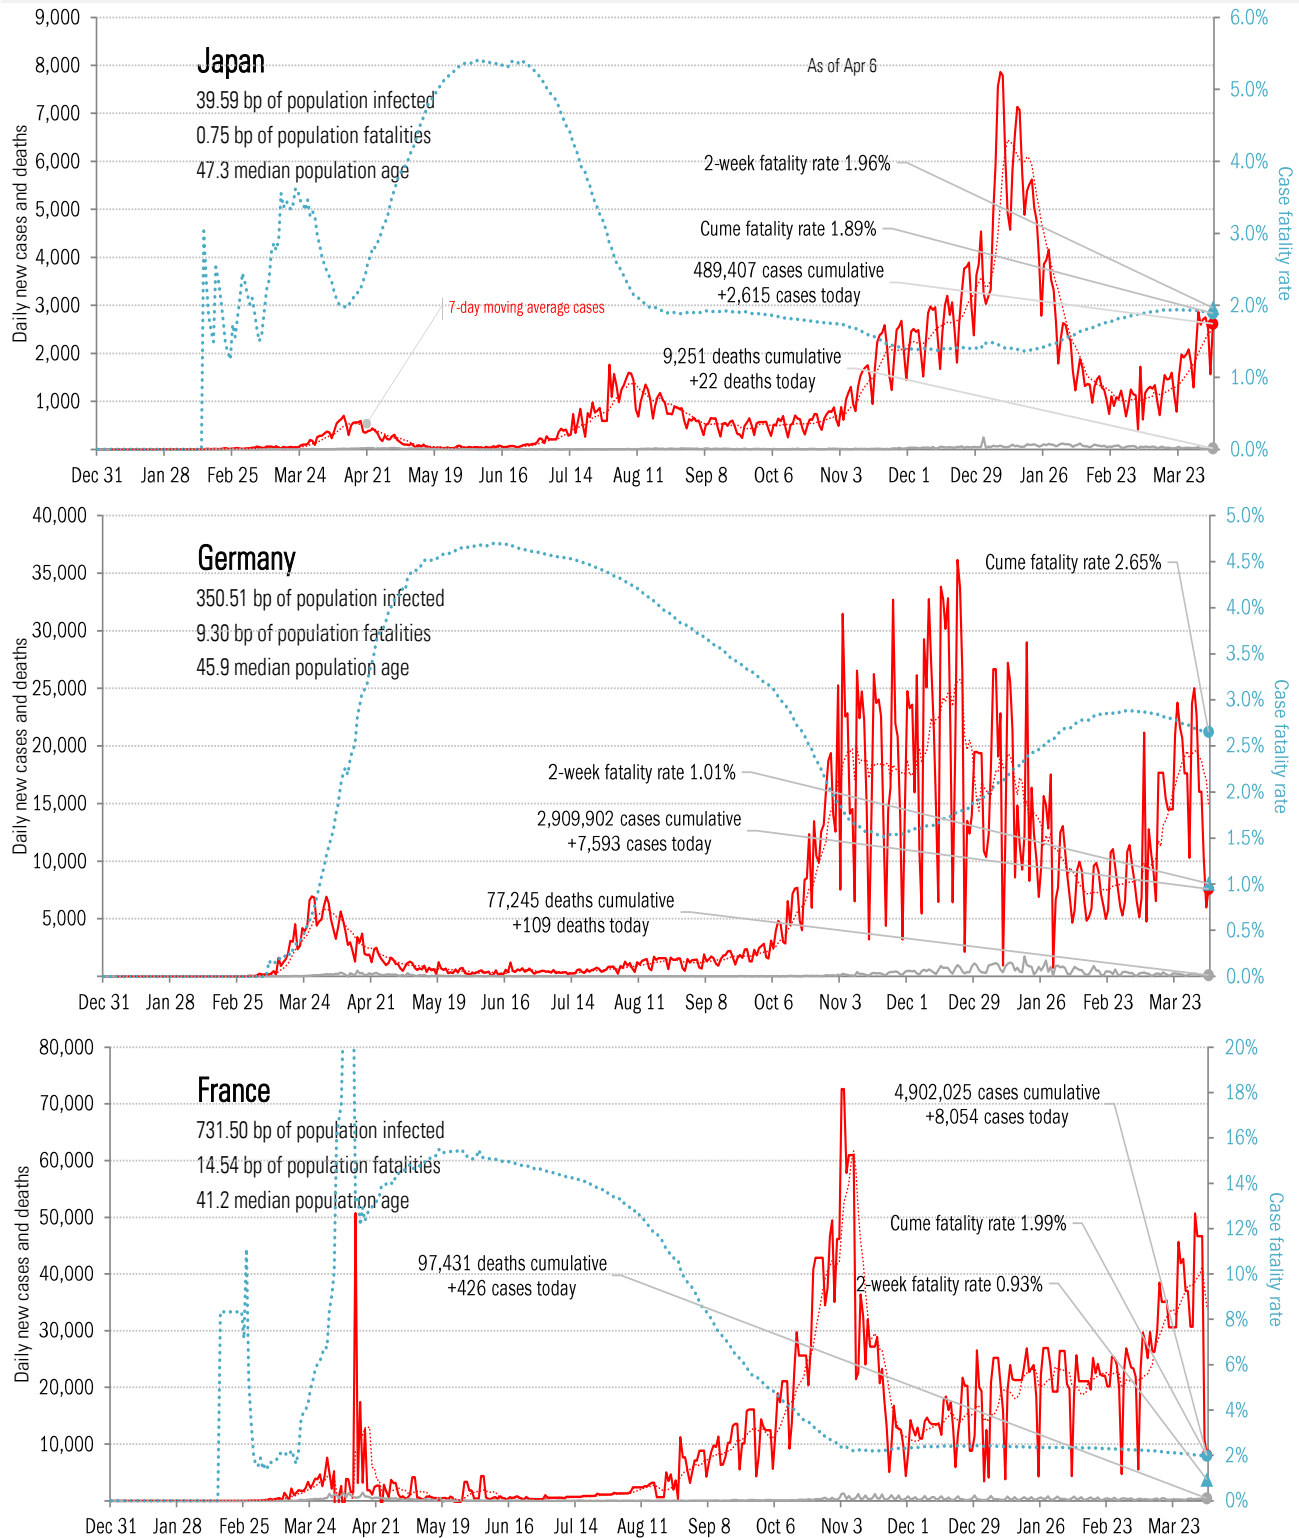 Japan
39.59 bp of population infected
0.75 bp of population fatalities
47.3 median population age
As of Apr 6
2-week fatality rate 1.96%
Cume fatality rate 1.89%
489,407 cases cumulative
+2,615 cases today
7-day moving average cases
9,251 deaths cumulative
+22 deaths today
Daily new cases and deaths
9,000
8,000
7,000
6,000
5,000
4,000
3,000
2,000
1,000
6.0%
5.0%
4.0%
3.0%
2.0%
1.0%
0.0%
Case fatality rate
Dec 31 Jan 28 Feb 25 Mar 24 Apr 21 May 19 Jun 16 Jul 14 Aug 11 Sep 8 Oct 6 Nov 3 Dec 1 Dec 29 Jan 26 Feb 23 Mar 23
Germany
350.51 bp of population infected
9.30 bp of population fatalities
45.9 median population age
Cume fatality rate 2.65%
2-week fatality rate 1.01%
2,909,902 cases cumulative
+7,593 cases today
77,245 deaths cumulative
+109 deaths today
Daily new cases and deaths
40,000
35,000
30,000
25,000
20,000
15,000
10,000
5,000
5.0%
4.5%
4.0%
3.5%
3.0%
2.5%
2.0%
1.5%
1.0%
0.5%
0.0%
Case fatality rate
Dec 31 Jan 28 Feb 25 Mar 24 Apr 21 May 19 Jun 16 Jul 14 Aug 11 Sep 8 Oct 6 Nov 3 Dec 1 Dec 29 Jan 26 Feb 23 Mar 23
France
731.50 bp of population infected
14.54 bp of population fatalities
41.2 median population age
4,902,025 cases cumulative
+8,054 cases today
Cume fatality rate 1.99%
2-week fatality rate 0.93%
97,431 deaths cumulative
+426 cases today
Daily new cases and deaths
80,000
70,000
60,000
50,000
40,000
30,000
20,000
10,000
20%
18%
16%
14%
12%
10%
8%
6%
4%
2%
0%
Case fatality rate
Dec 31 Jan 28 Feb 25 Mar 24 Apr 21 May 19 Jun 16 Jul 14 Aug 11 Sep 8 Oct 6 Nov 3 Dec 1 Dec 29 Jan 26 Feb 23 Mar 23